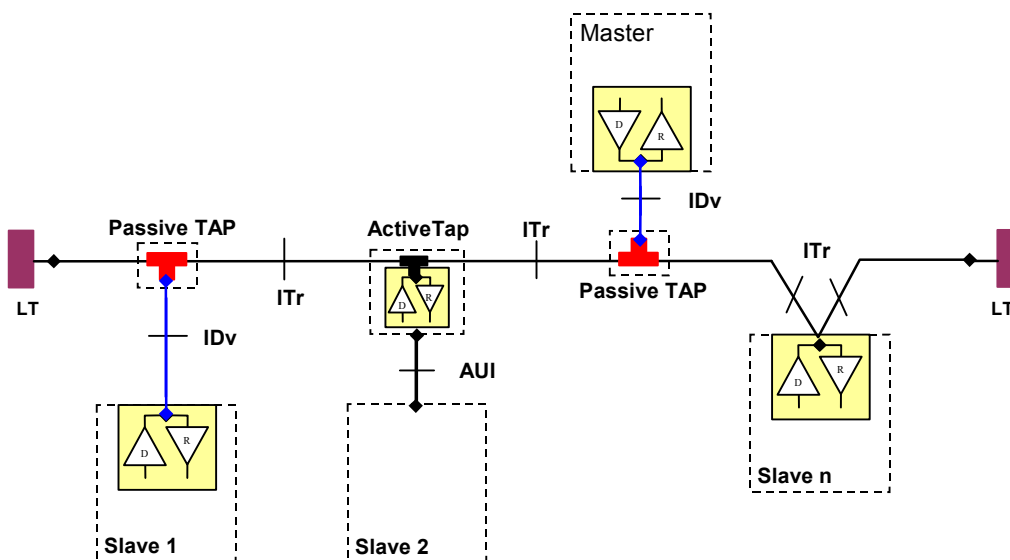 Master
D
R
IDv
Passive TAP
ActiveTap
ITr
ITr
ITr
LT
D
R
Passive TAP
LT
IDv
AUI
D
R
D
R
Slave 1
Slave 2
Slave n